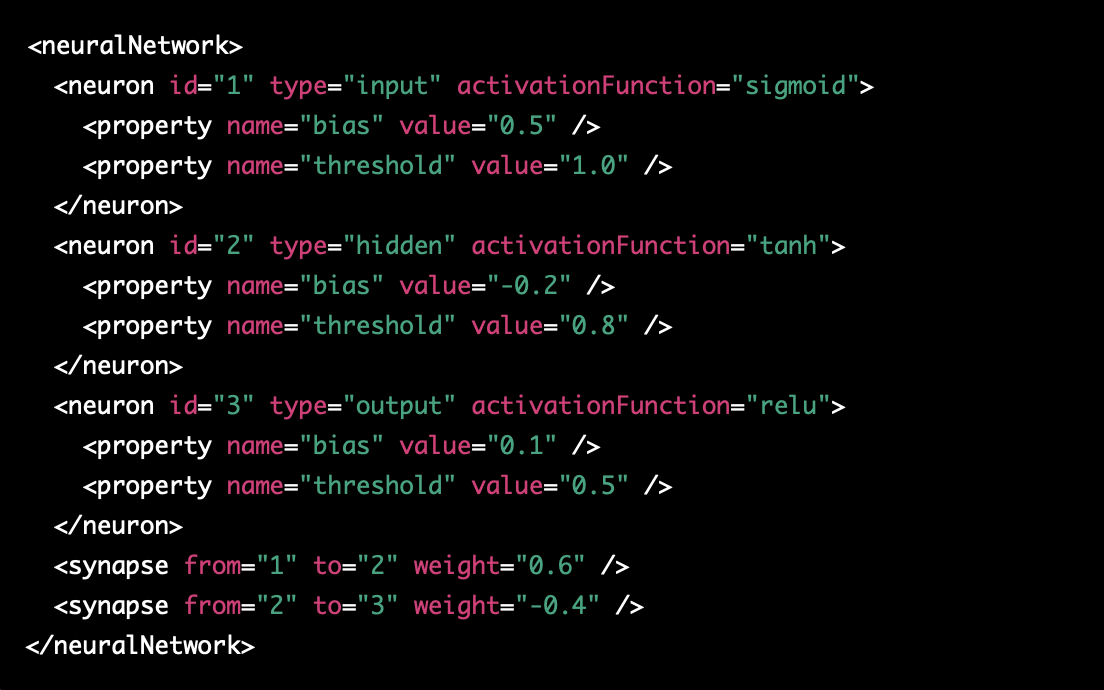 <neuralNetwork>
  <neuron id="1" type="input" activationFunction="sigmoid">
    <property name="bias" value="0.5" />
    <property name="threshold" value="1.0" />
  </neuron>
  <neuron id="2" type="hidden" activationFunction="tanh">
    <property name="bias" value="-0.2" />
    <property name="threshold" value="0.8" />
  </neuron>
  <neuron id="3" type="output" activationFunction="relu">
    <property name="bias" value="0.1" />
    <property name="threshold" value="0.5" />
  </neuron>
  <synapse from="1" to="2" weight="0.6" />
  <synapse from="2" to="3" weight="-0.4" />
</neuralNetwork>